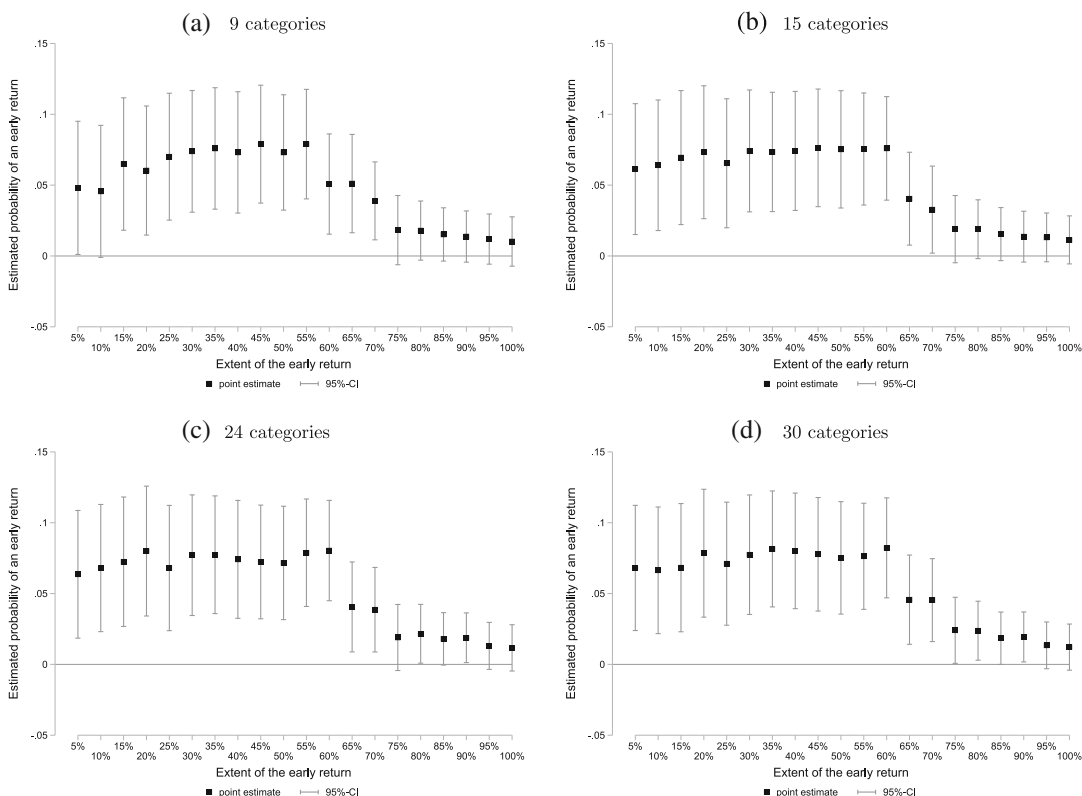 (a) 9 categories
.15
.1
.05
0
-.05
Estimated probability of an early return
5% 15% 25% 35% 45% 55% 65% 75% 85% 95%
10% 20% 30% 40% 50% 60% 70% 80% 90% 100%
Extent of the early return
point estimate 95%-CI
(b) 15 categories
.15
.1
.05
0
-.05
Estimated probability of an early return
5% 15% 25% 35% 45% 55% 65% 75% 85% 95%
10% 20% 30% 40% 50% 60% 70% 80% 90% 100%
Extent of the early return
point estimate 95%-CI
(c) 24 categories
.15
.1
.05
0
-.05
Estimated probability of an early return
5% 15% 25% 35% 45% 55% 65% 75% 85% 95%
10% 20% 30% 40% 50% 60% 70% 80% 90% 100%
Extent of the early return
point estimate 95%-CI
(d) 30 categories
.15
.1
.05
0
-.05
Estimated probability of an early return
5% 15% 25% 35% 45% 55% 65% 75% 85% 95%
10% 20% 30% 40% 50% 60% 70% 80% 90% 100%
Extent of the early return
point estimate 95%-CI